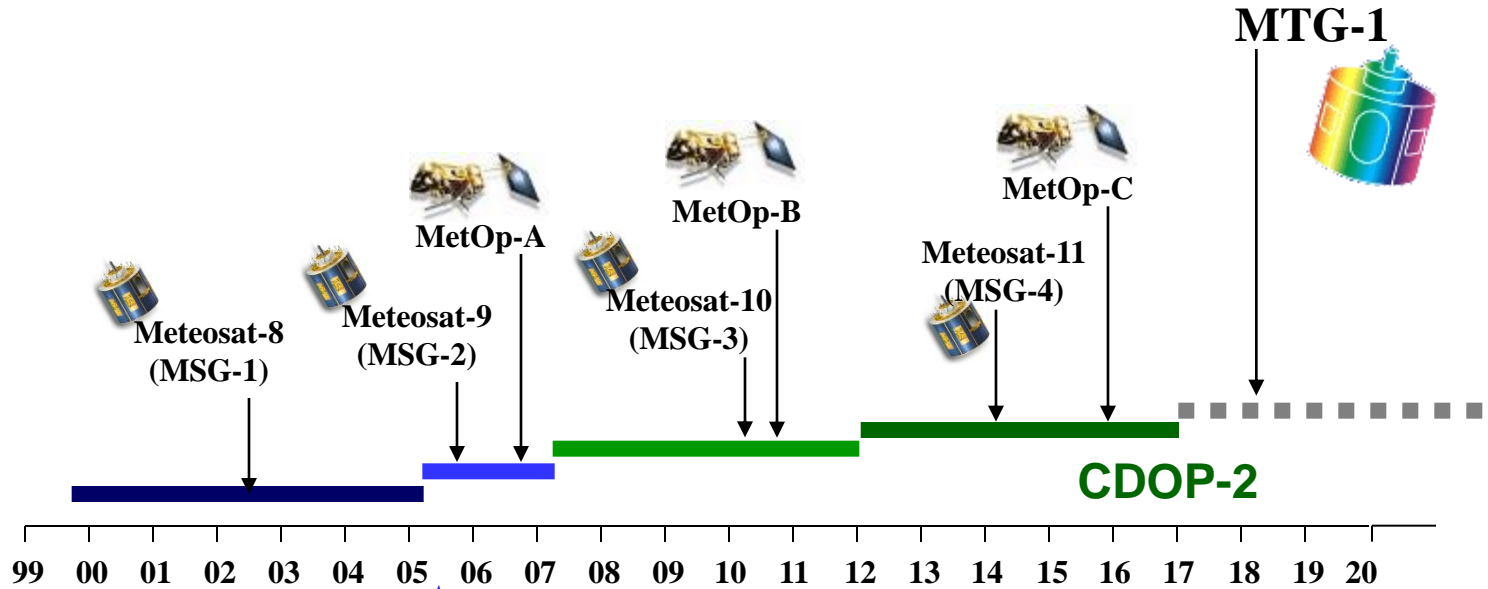 MTG-1
MetOp-C
MetOp-B
MetOp-A
Meteosat-11
(MSG-4)
Meteosat-10
(MSG-3)
Meteosat-9
(MSG-2)
Meteosat-8
(MSG-1)
CDOP-2
99 00 01 02 03 04 05 06 07 08 09 10 11 12 13 14 15 16 17 18 19 20